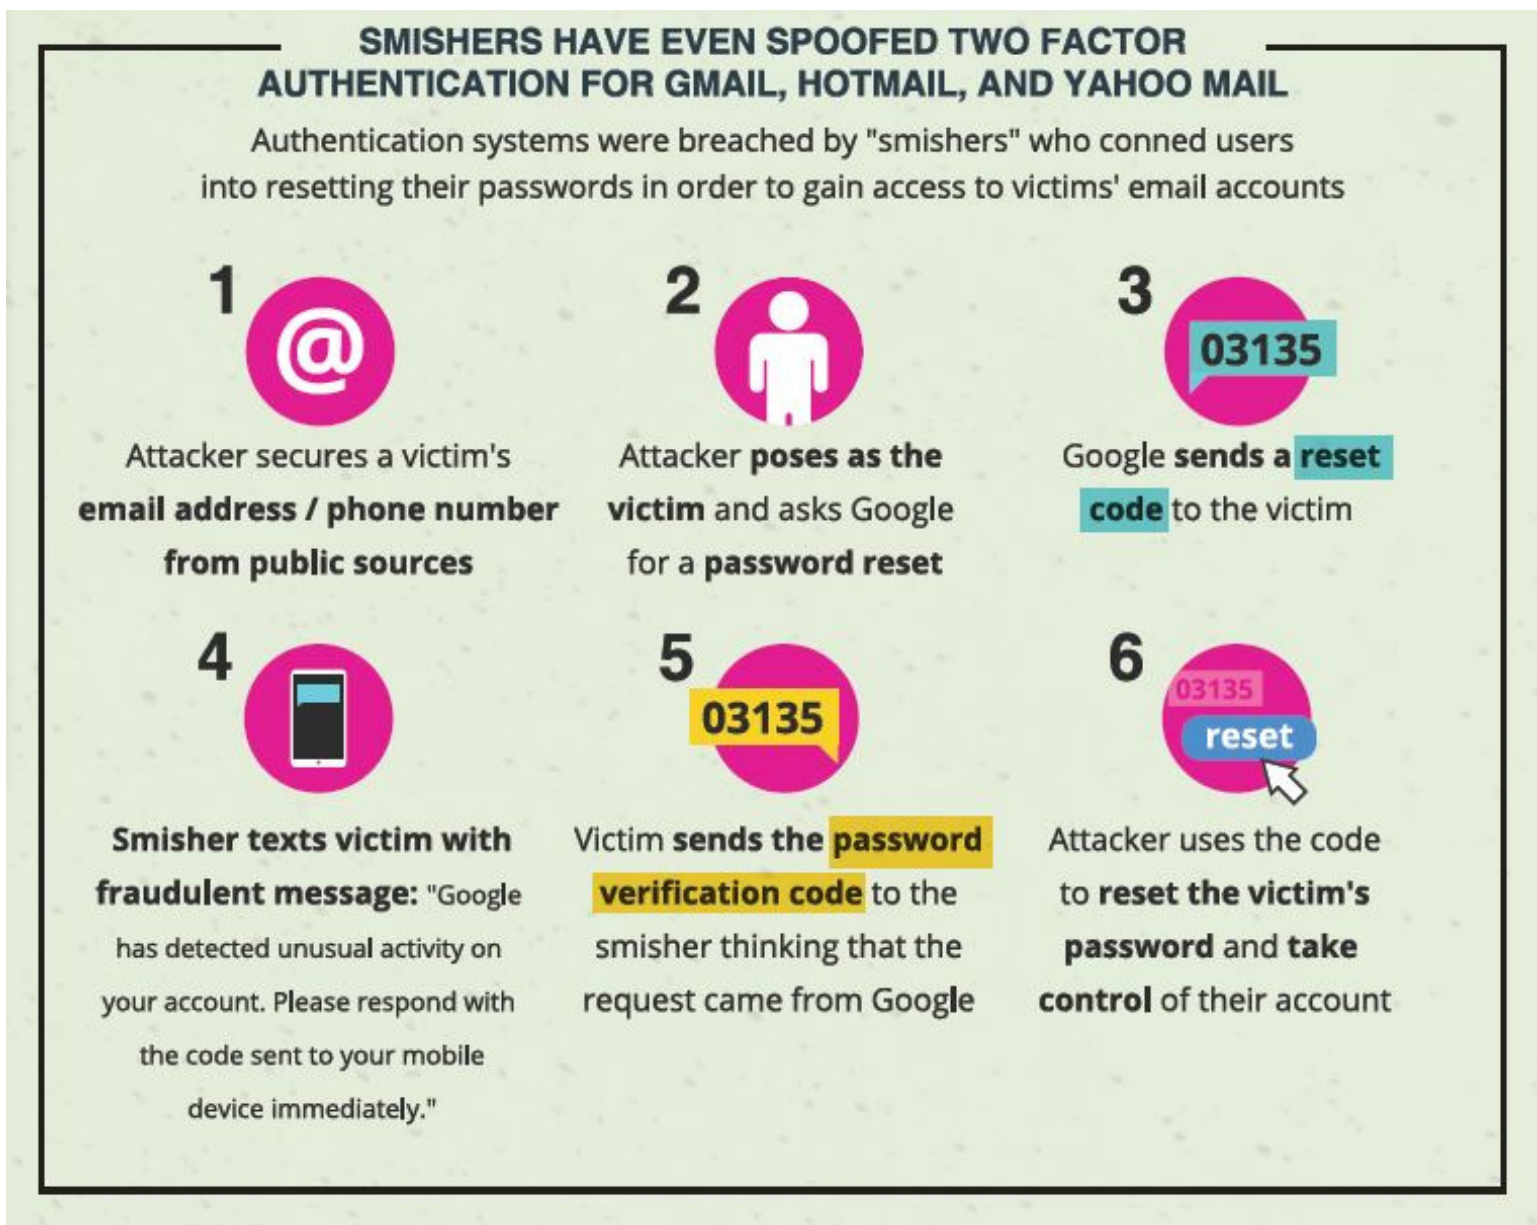 SMISHERS HAVE EVEN SPOOFED TWO FACTOR
AUTHENTICATION FOR GMAIL, HOTMAIL, AND YAHOO MAIL
Authentication systems were breached by "smishers" who conned users
into resetting their passwords in order to gain access to victims' email accounts
1
@
Attacker secures a victim's
email address / phone number
from public sources
2
Attacker poses as the
victim and asks Google
for a password reset
3
03135
Google sends a reset
code to the victim
4
Smisher texts victim with
fraudulent message: "Google
has detected unusual activity on
your account. Please respond with
the code sent to your mobile
device immediately."
5
03135
Victim sends the password
verification code to the
smisher thinking that the
request came from Google
6
03135
reset
Attacker uses the code
to reset the victim's
password and take
control of their account